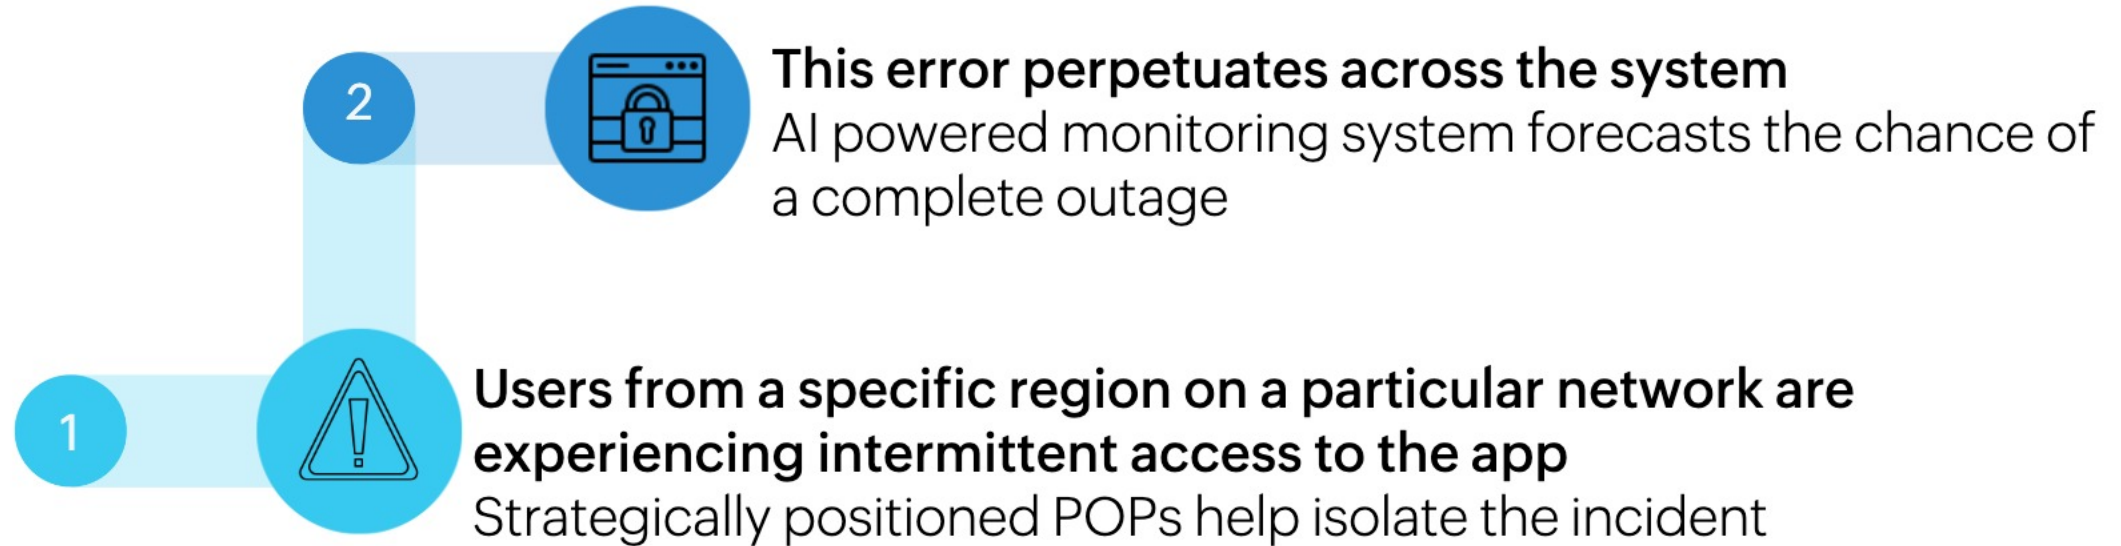 2
This error perpetuates across the system
AI powered monitoring system forecasts the chance of
a complete outage
1
Users from a specific region on a particular network are
experiencing intermittent access to the app
Strategically positioned POPs help isolate the incident